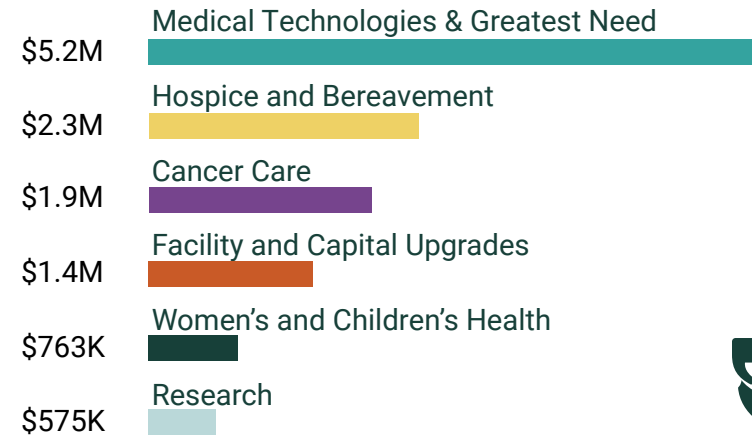 Medical Technologies & Greatest Need
$5.2M
Hospice and Bereavement
$2.3M
Cancer Care
$1.9M
Facility and Capital Upgrades
$1.4M
Women’s and Children’s Health
$763K
Research
$575K